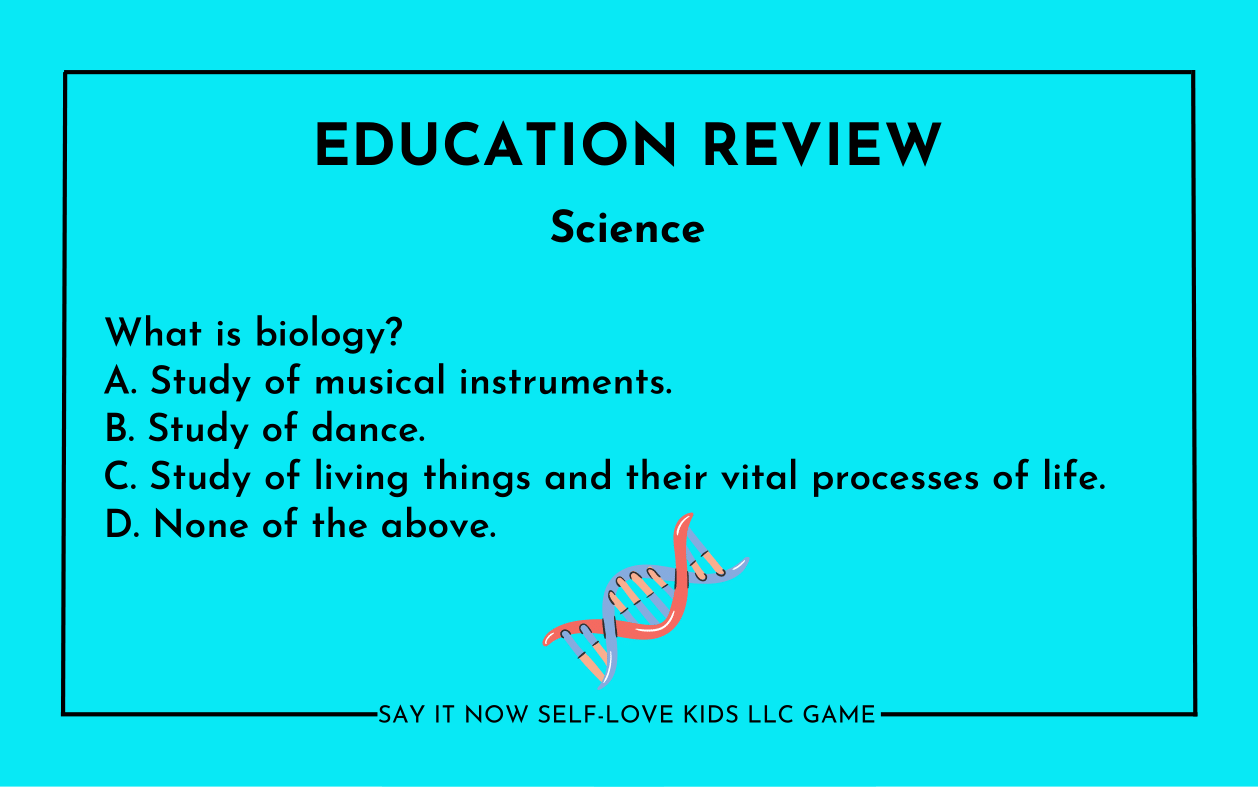 EDUCATION REVIEW
Science
What is biology?
A. Study of musical instruments.
B. Study of dance.
C. Study of living things and their vital processes of life.
D. None of the above.
SAY IT NOW SELF-LOVE KIDS LLC GAME